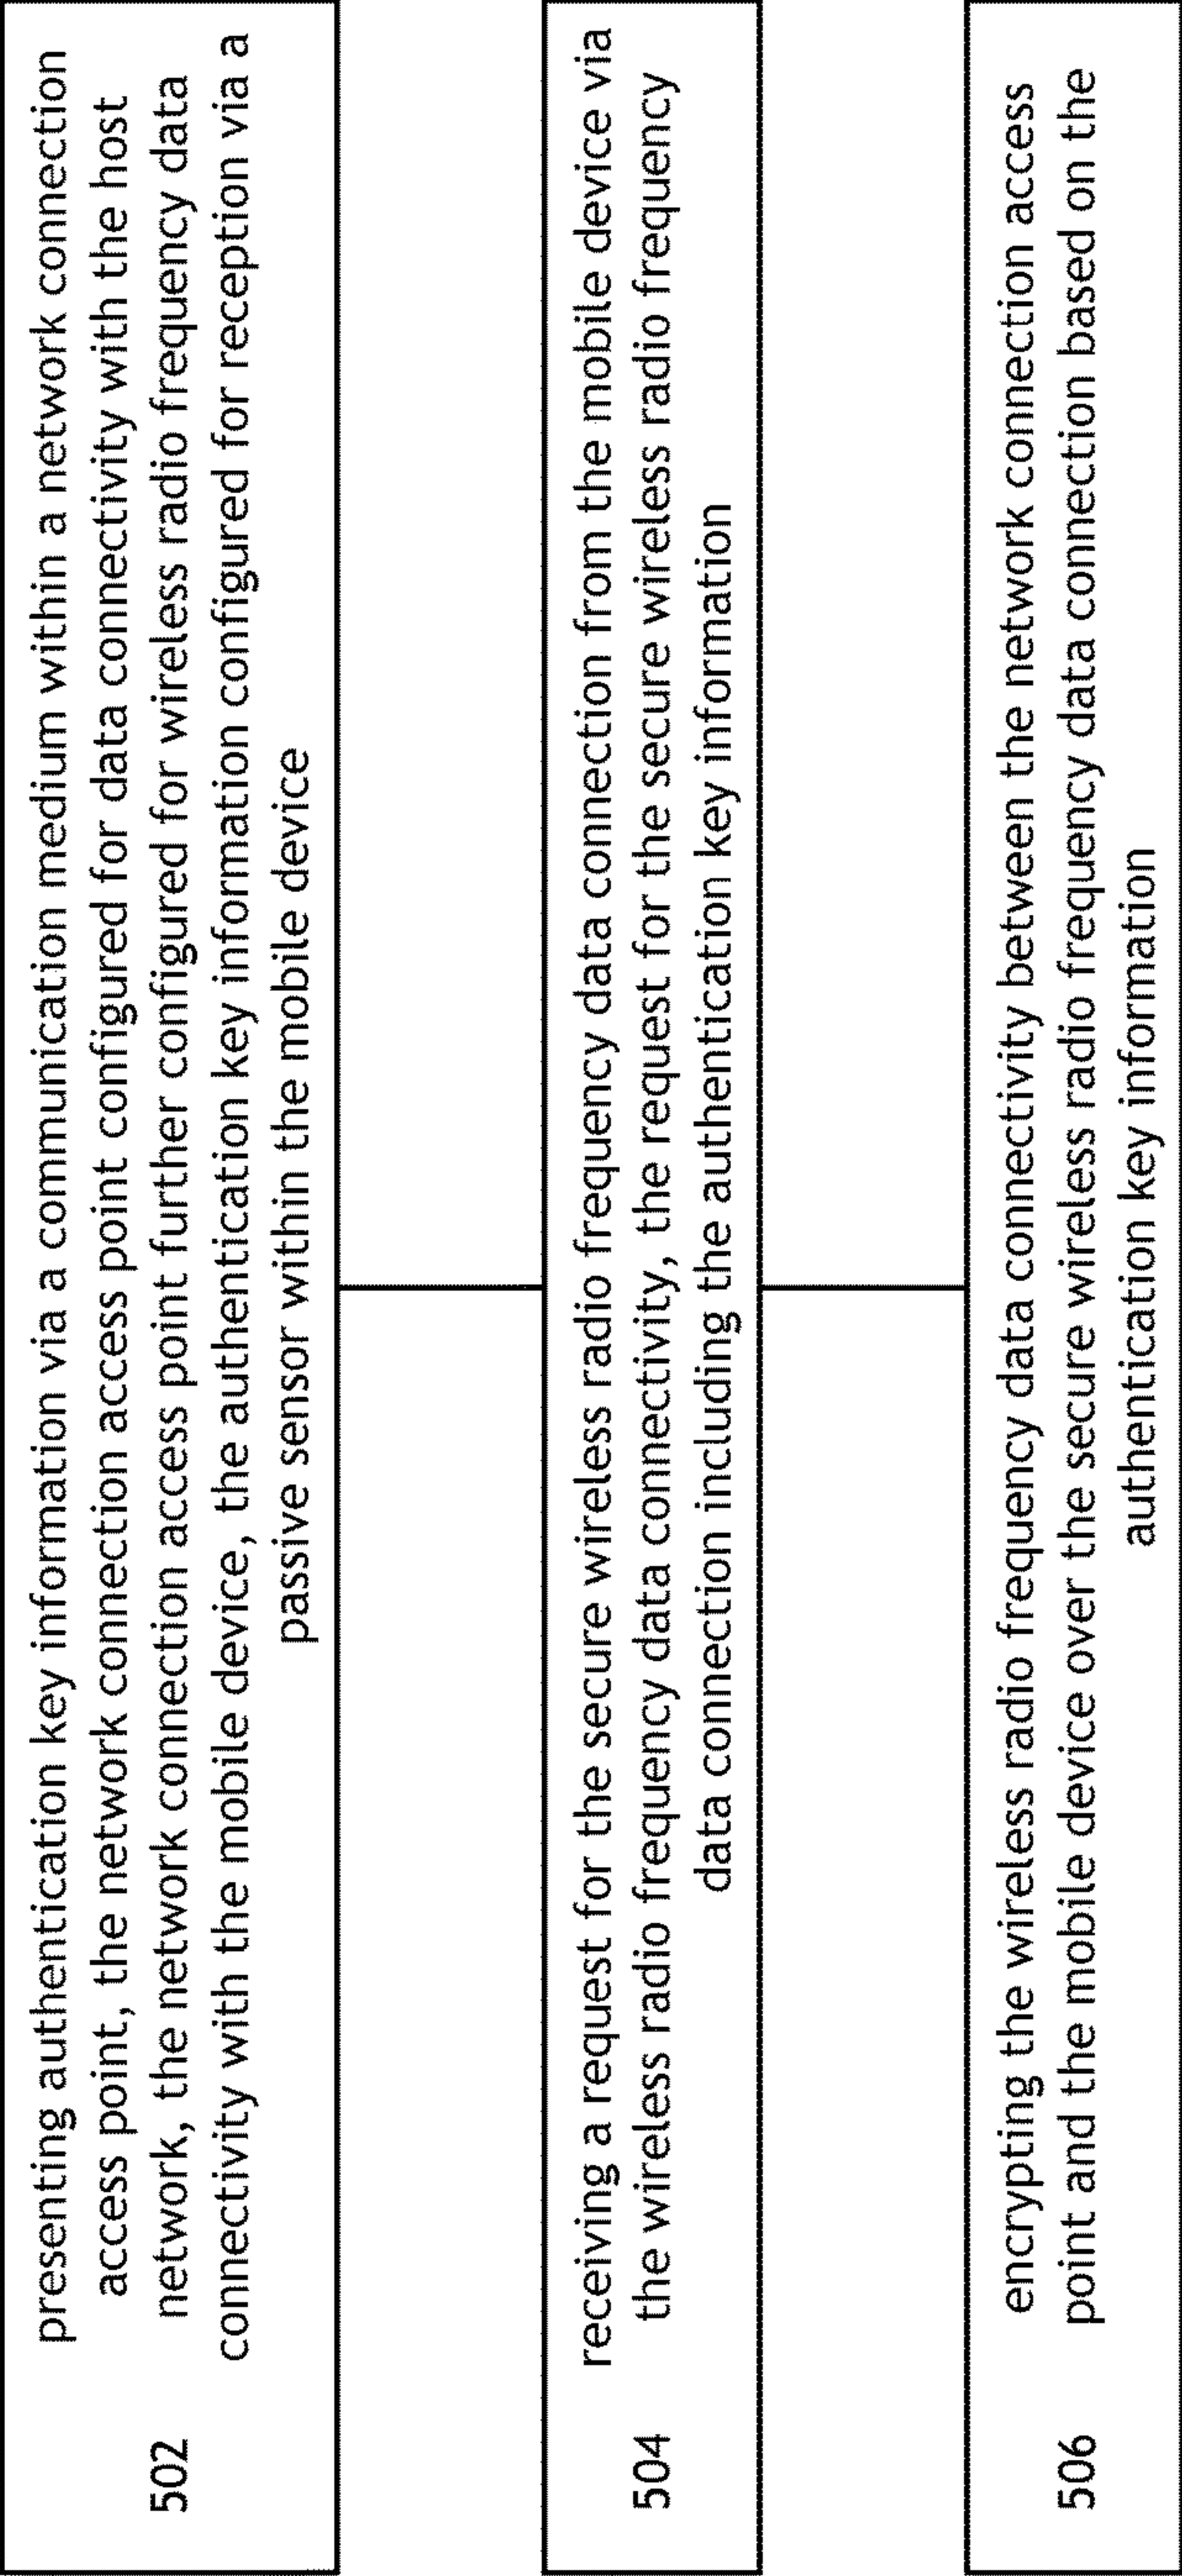 presenting authentication key information via a communication medium within a network connection
access point, the network connection access point configured for data connectivity with the host
502 network, the network connection access point further configured for wireless radio frequency data
connectivity with the mobile device, the authentication key information configured for reception via a
passive sensor within the mobile device
receiving a request for the secure wireless radio frequency data connection from the mobile device via
504 the wireless radio frequency data connectivity, the request for the secure wireless radio frequency
data connection including the authentication key information
encrypting the wireless radio frequency data connectivity between the network connection access
506 point and the mobile device over the secure wireless radio frequency data connection based on the
authentication key information